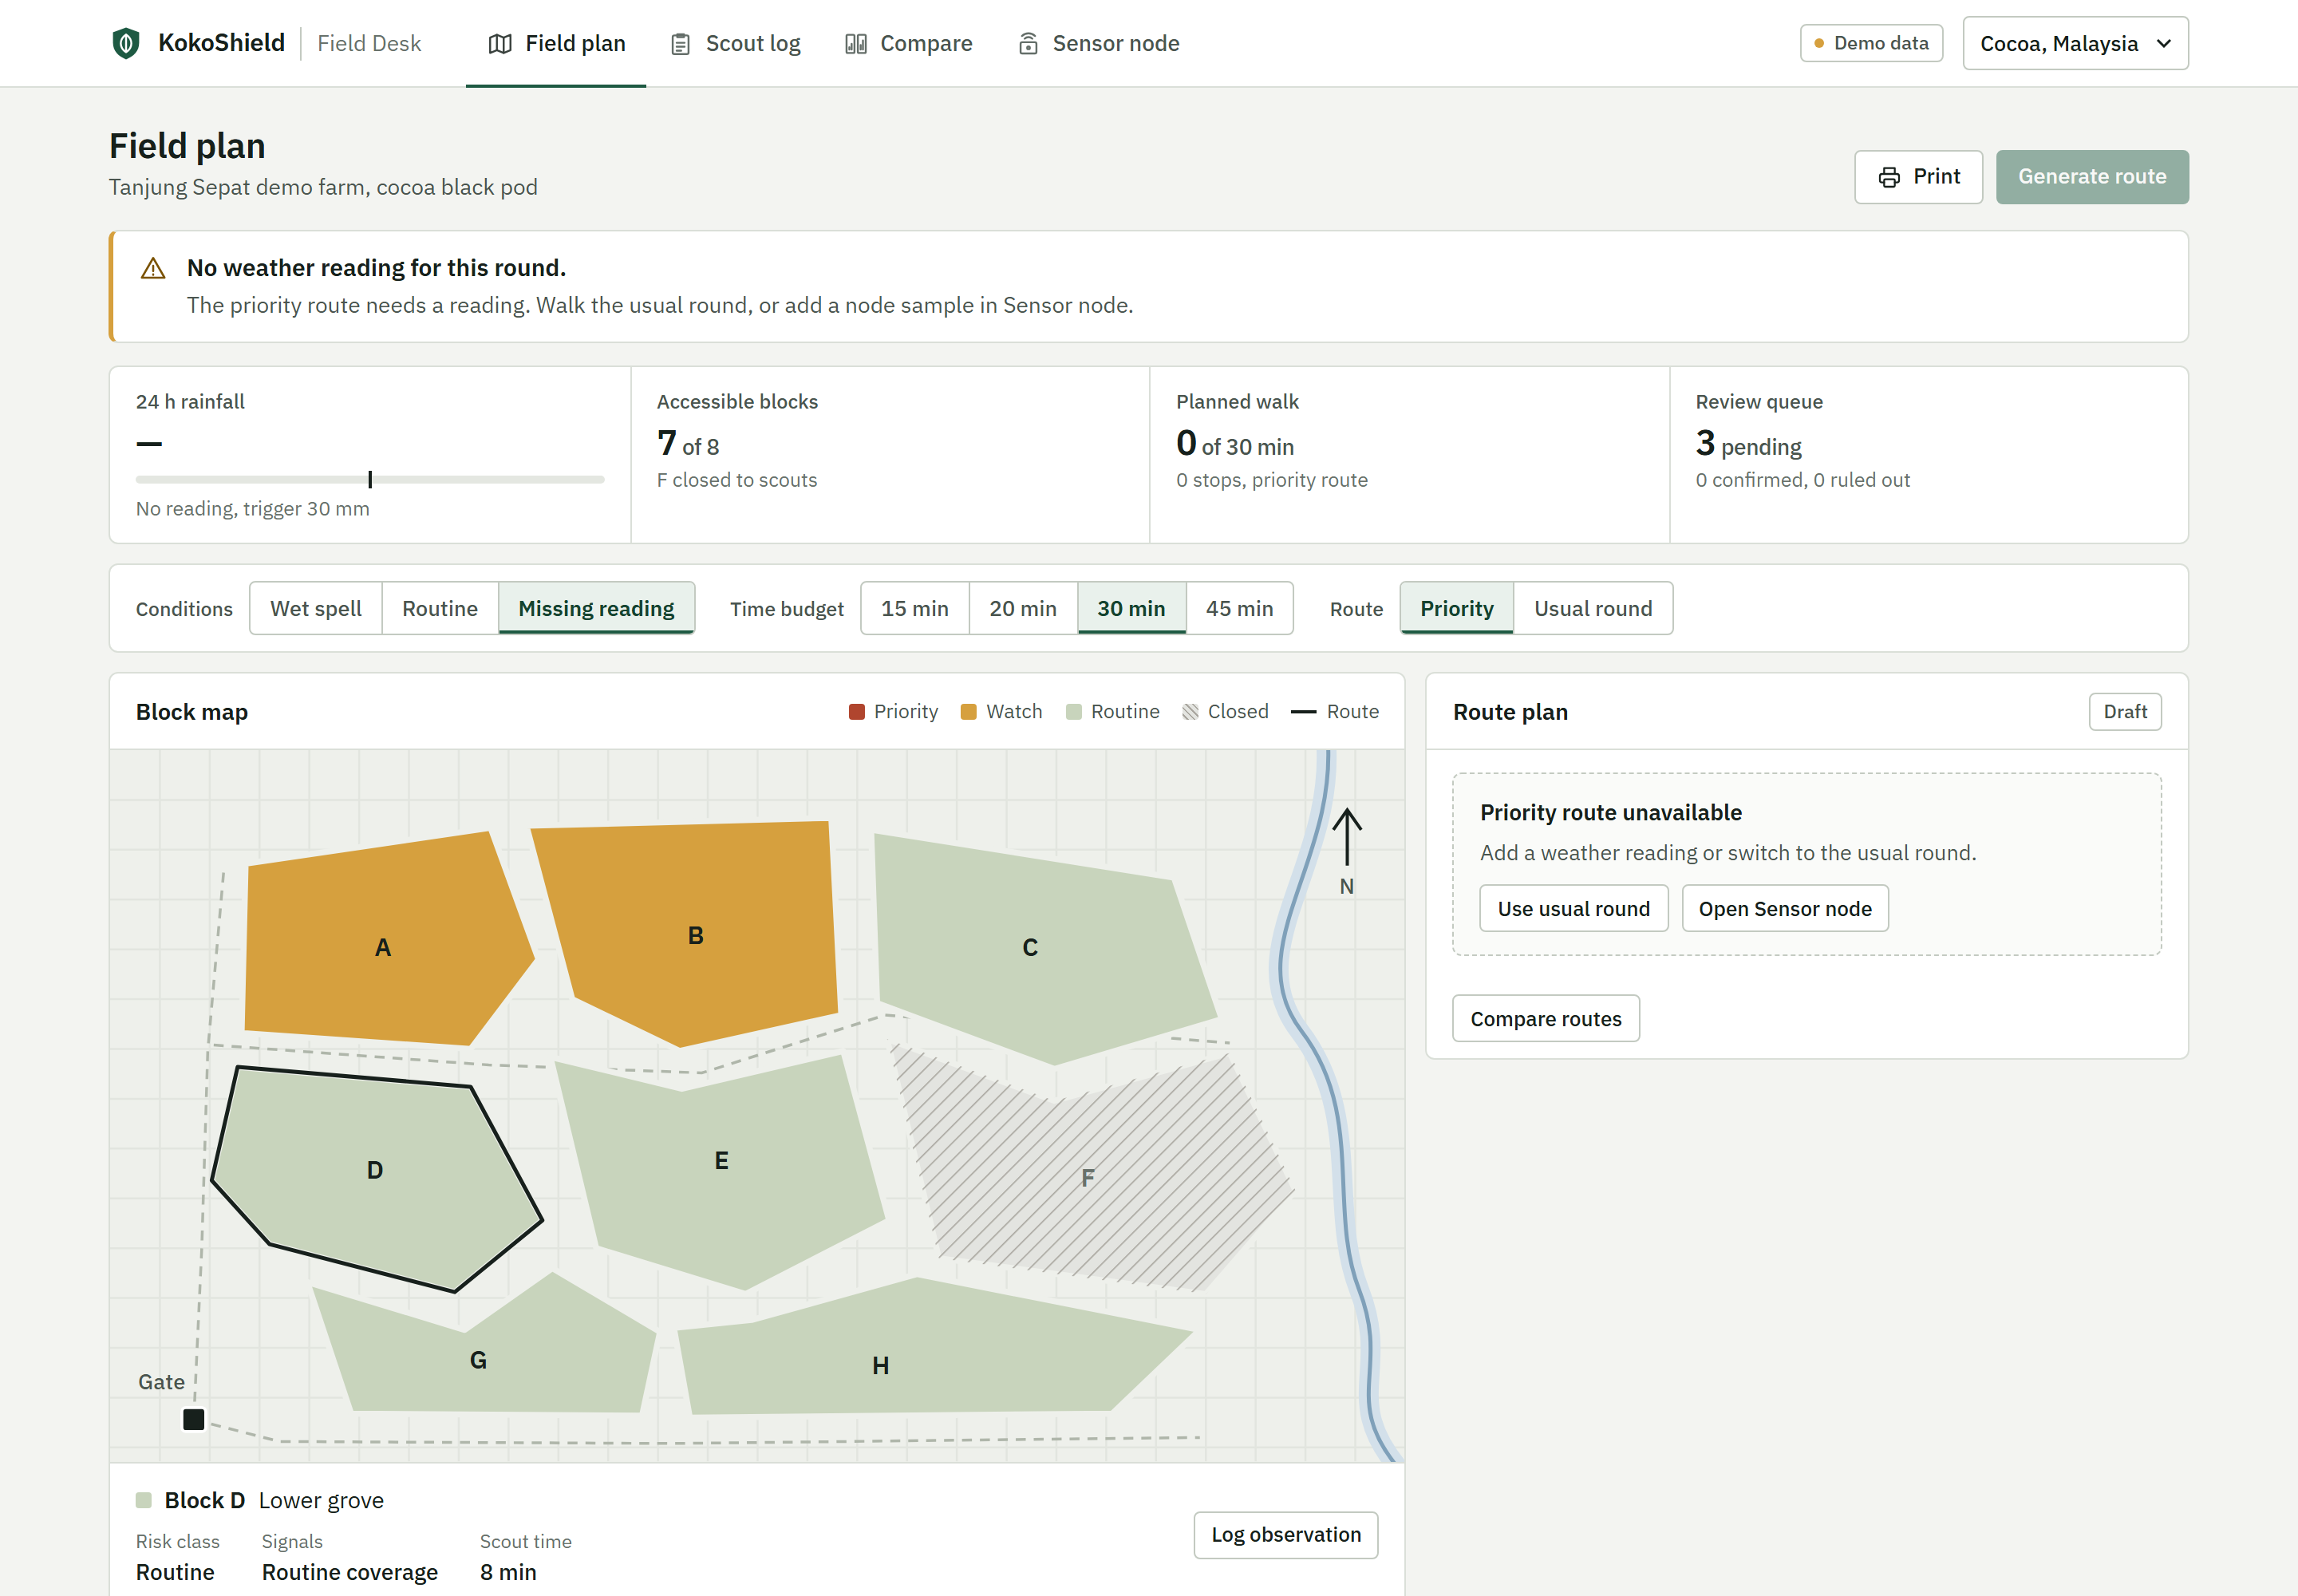 KokoShield Field Desk Field plan Scout log Compare Sensor node Demo data Cocoa, Malaysia
Field plan
Tanjung Sepat demo farm, cocoa black pod
Print Generate route
No weather reading for this round.
The priority route needs a reading. Walk the usual round, or add a node sample in Sensor node.
24 h rainfall
—
No reading, trigger 30 mm
Accessible blocks
7 of 8
F closed to scouts
Planned walk
0 of 30 min
0 stops, priority route
Review queue
3 pending
0 confirmed, 0 ruled out
Conditions Wet spell Routine Missing reading Time budget 15 min 20 min 30 min 45 min Route Priority Usual round
Block map Priority Watch Routine Closed Route
N
A B C
D E F
G H
Gate
Block D Lower grove
Risk class Signals Scout time
Routine Routine coverage 8 min
Log observation
Route plan Draft
Priority route unavailable
Add a weather reading or switch to the usual round.
Use usual round Open Sensor node
Compare routes